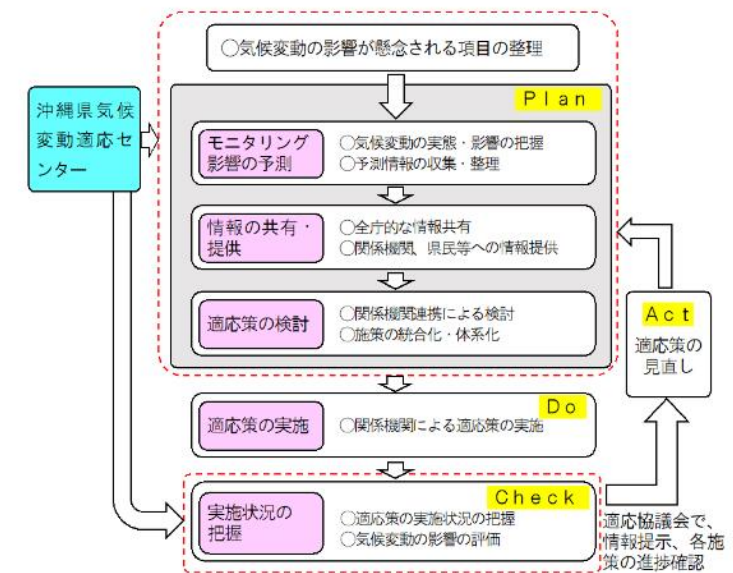 ○気候変動の影響が懸念される項目の整理
沖縄県気候
変動適応セ
ンター
Plan
モニタリング
影響の予測
○気候変動の実態・影響の把握
○予測情報の収集・整理
情報の共有・
提供
○全庁的な情報共有
○関係機関、県民等への情報提供
適応策の検討
○関係機関連携による検討
○施策の統合化・体系化
Act
適応策の
見直し
Do
適応策の実施
○関係機関による適応策の実施
Check
実施状況の
把握
○適応策の実施状況の把握
○気候変動の影響の評価
適応協議会で、
情報提示、各施
策の進捗確認